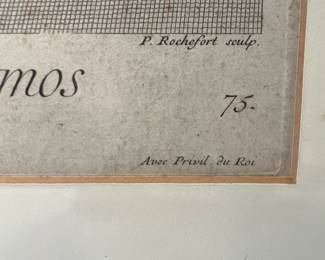 P. Rochefort sculp.
mos
75.
Avec Privil. du Roi